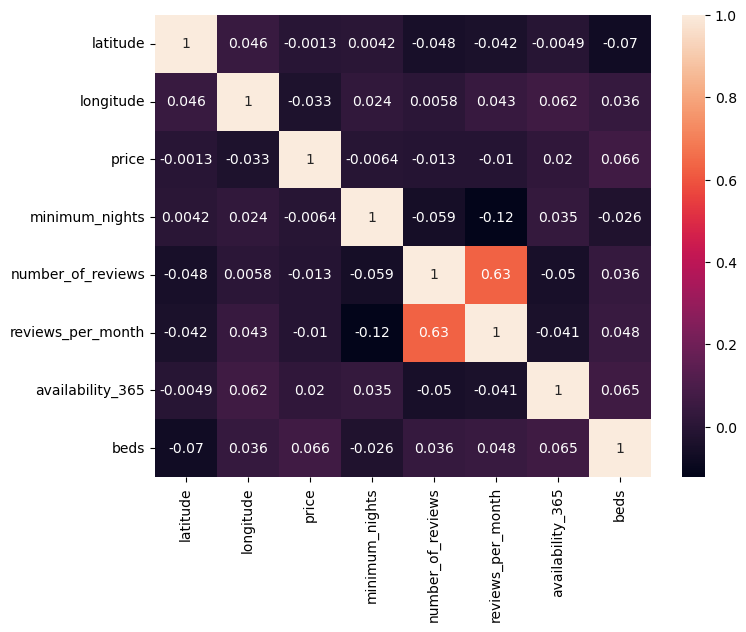 latitude 1 0.046 -0.0013 0.0042 -0.048 -0.042 -0.0049 -0.07
longitude 0.046 1 -0.033 0.024 0.0058 0.043 0.062 0.036
price -0.0013 -0.033 1 -0.0064 -0.013 -0.01 0.02 0.066
minimum_nights 0.0042 0.024 -0.0064 1 -0.059 -0.12 0.035 -0.026
number_of_reviews -0.048 0.0058 -0.013 -0.059 1 0.63 -0.05 0.036
reviews_per_month -0.042 0.043 -0.01 -0.12 0.63 1 -0.041 0.048
availability_365 -0.0049 0.062 0.02 0.035 -0.05 -0.041 1 0.065
beds -0.07 0.036 0.066 -0.026 0.036 0.048 0.065 1
latitude
longitude
price
minimum_nights
number_of_reviews
reviews_per_month
availability_365
beds
1.0
0.8
0.6
0.4
0.2
0.0